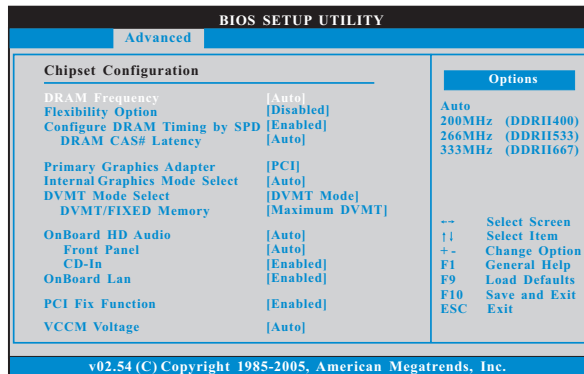 BIOS SETUP UTILITY
Advanced
Chipset Configuration
DRAM Frequency [Auto]
Flexibility Option [Disabled]
Configure DRAM Timing by SPD [Enabled]
DRAM CAS# Latency [Auto]
Primary Graphics Adapter [PCI]
Internal Graphics Mode Select [Auto]
DVMT Mode Select [DVMT Mode]
DVMT/FIXED Memory [Maximum DVMT]
OnBoard HD Audio [Auto]
Front Panel [Auto]
CD-In [Enabled]
OnBoard Lan [Enabled]
PCI Fix Function [Enabled]
VCCM Voltage [Auto]
Options
Auto
200MHz (DDRII400)
266MHz (DDRII533)
333MHz (DDRII667)
←→ Select Screen
↑↓ Select Item
+ - Change Option
F1 General Help
F9 Load Defaults
F10 Save and Exit
ESC Exit
v02.54 (C) Copyright 1985-2005, American Megatrends, Inc.